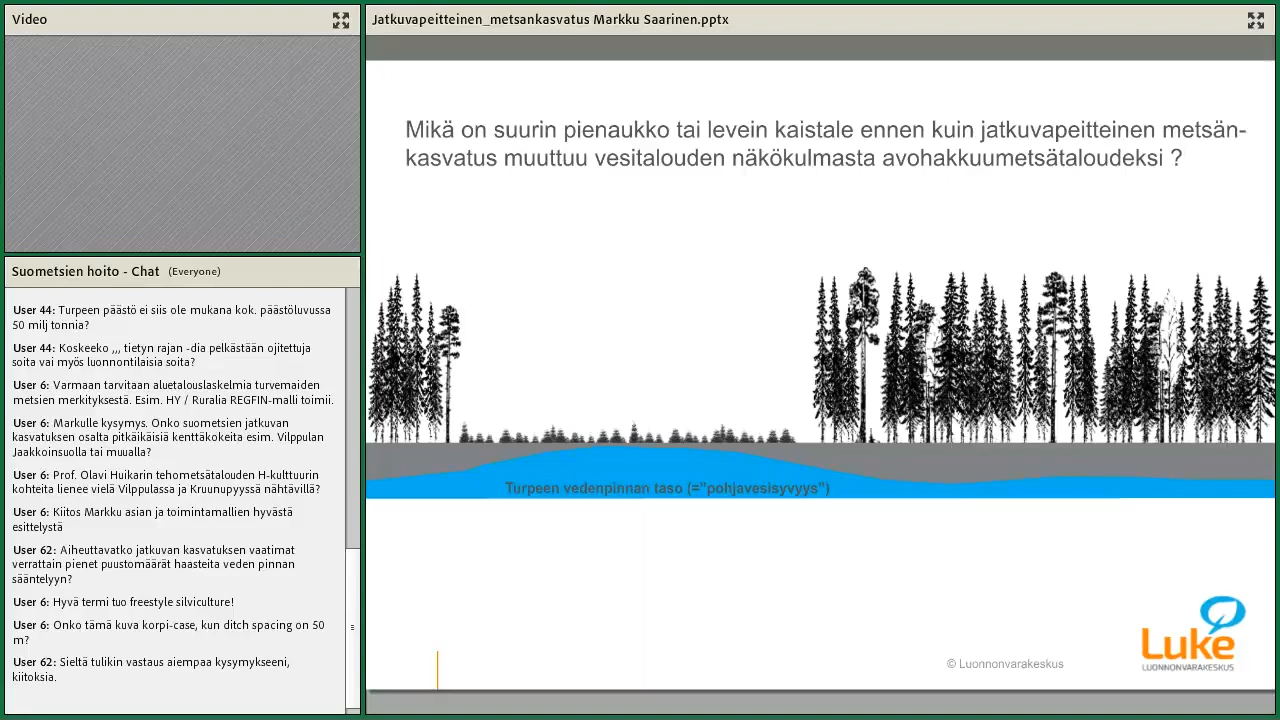 Video
Suometsien hoito - Chat (Everyone)
User 44: Turpeen päästö ei siis ole mukana kok. päästöluvussa
50 milj tonnia?
User 44: Koskeeko ,,, tietyn rajan -dia pelkästään ojitettuja
soita vai myös luonnontilaisia soita?
User 6: Varmaan tarvitaan aluetalouslaskelmia turvemaiden
metsien merkityksestä. Esim. HY / Ruralia REGFIN-malli toimii.
User 6: Markulle kysymys. Onko suometsien jatkuvan
kasvatuksen osalta pitkäikäisiä kenttäkokeita esim. Vilppulan
Jaakkoinsuolla tai muualla?
User 6: Prof. Olavi Huikarin tehometsätalouden H-kulttuurin
kohteita lienee vielä Vilppulassa ja Kruunupyyssä nähtävillä?
User 6: Kiitos Markku asian ja toimintamallien hyvästä
esittelystä
User 62: Aiheuttavatko jatkuvan kasvatuksen vaatimat
verrattain pienet puustomäärät haasteita veden pinnan
sääntelyyn?
User 6: Hyvä termi tuo freestyle silviculture!
User 6: Onko tämä kuva korpi-case, kun ditch spacing on 50
m?
User 62: Sieltä tulikin vastaus aiempaa kysymykseeni,
kiitoksia.
Jatkuvapeitteinen_metsankasvatus Markku Saarinen.pptx
Mikä on suurin pienaukko tai levein kaistale ennen kuin jatkuvapeitteinen metsän-
kasvatus muuttuu vesitalouden näkökulmasta avohakkuumetsätaloudeksi ?
Turpeen vedenpinnan taso (="pohjavesisyvyys")
© Luonnonvarakeskus
Luke
LUONNONVARAKESKUS